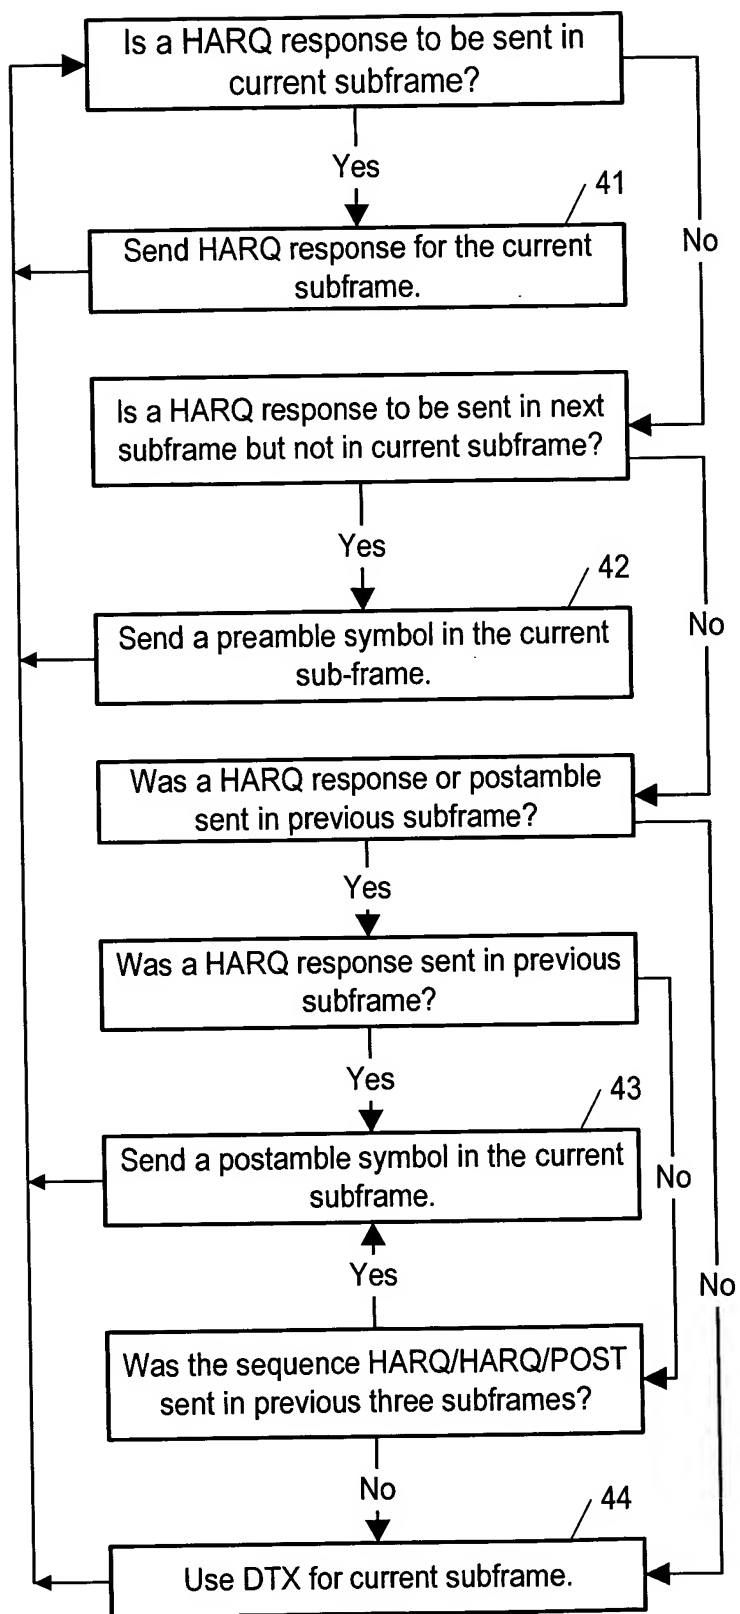 Is a HARQ response to be sent in
current subframe?
Yes
41
No
Send HARQ response for the current
subframe.
Is a HARQ response to be sent in next
subframe but not in current subframe?
Yes
42
No
Send a preamble symbol in the current
sub-frame.
Was a HARQ response or postamble
sent in previous subframe?
Yes
Was a HARQ response sent in previous
subframe?
Yes
43
Send a postamble symbol in the current
subframe.
No
Yes
No
Was the sequence HARQ/HARQ/POST
sent in previous three subframes?
No
44
Use DTX for current subframe.